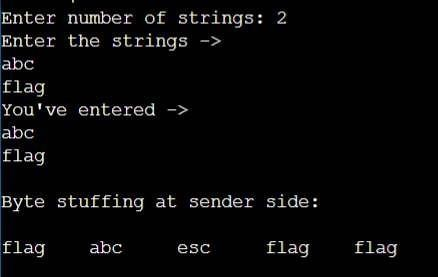 Enter number of strings: 2
Enter the strings ->
abc
flag
You've entered ->
abc
flag
Byte stuffing at sender side:
flag abc esc flag flag